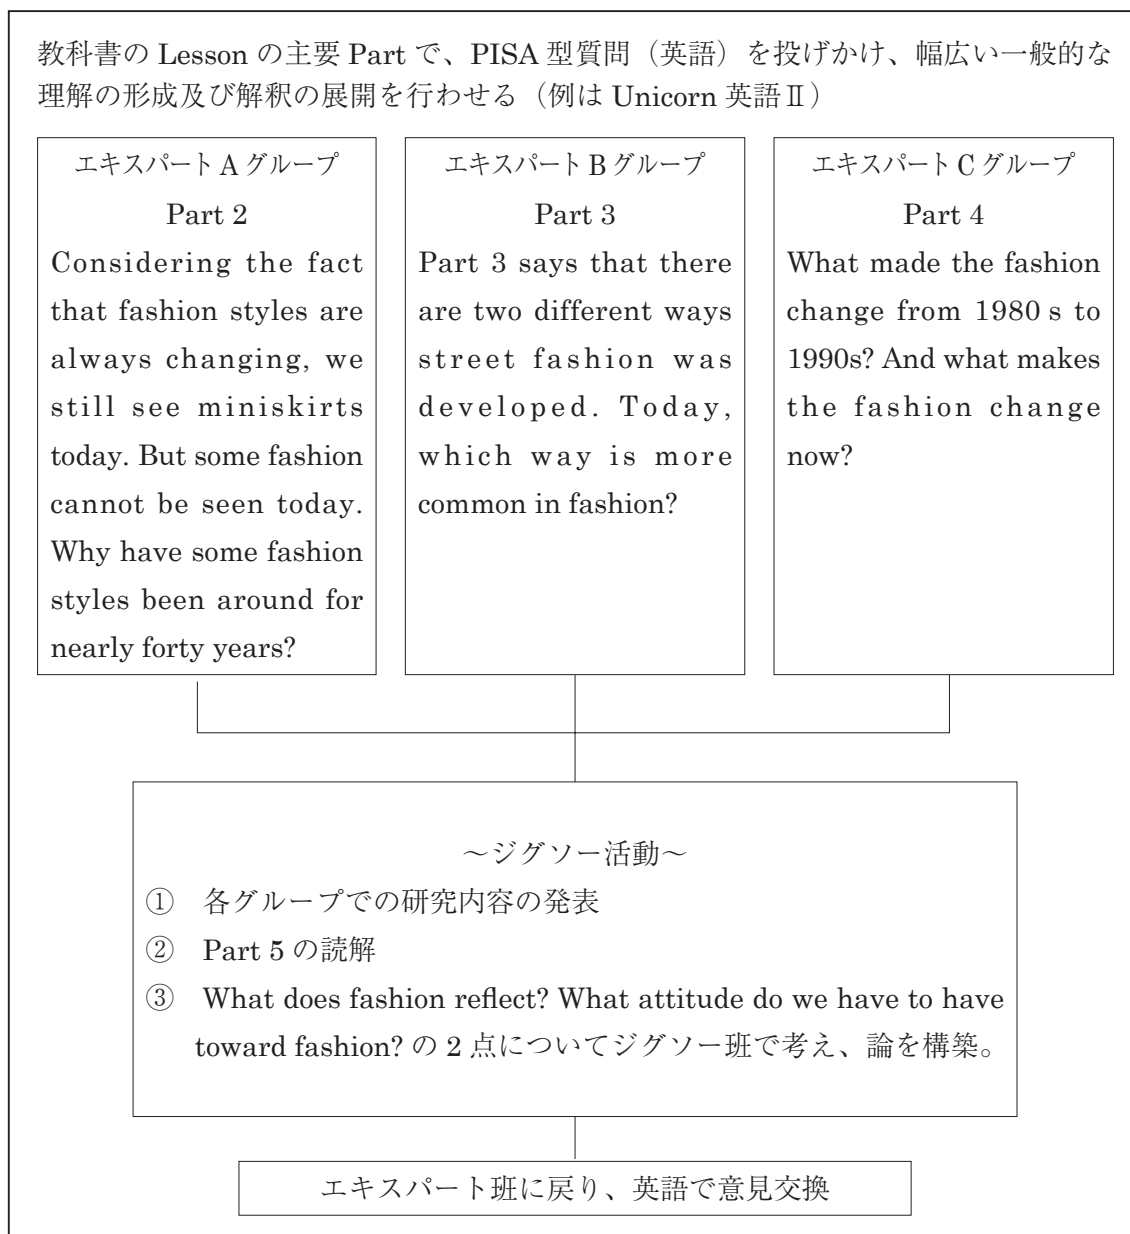 教科書の Lesson の主要 Part で、PISA 型質問（英語）を投げかけ、幅広い一般的な
理解の形成及び解釈の展開を行わせる（例は Unicorn 英語Ⅱ）
エキスパート A グループ
Part 2
Considering the fact
that fashion styles are
always changing, we
still see miniskirts
today. But some fashion
cannot be seen today.
Why have some fashion
styles been around for
nearly forty years?
エキスパート B グループ
Part 3
Part 3 says that there
are two different ways
street fashion was
developed. Today,
which way is more
common in fashion?
エキスパート C グループ
Part 4
What made the fashion
change from 1980 s to
1990s? And what makes
the fashion change
now?
～ジグソー活動～
① 各グループでの研究内容の発表
② Part 5 の読解
③ What does fashion reflect? What attitude do we have to have
toward fashion? の 2 点についてジグソー班で考え、論を構築。
エキスパート班に戻り、英語で意見交換